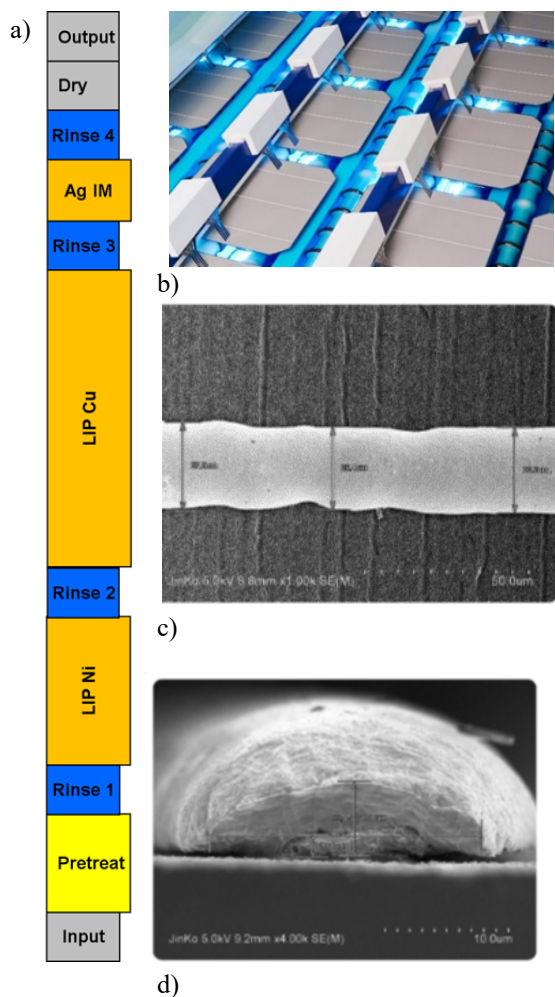 a)
Output
Dry
Rinse 4
Ag IM
Rinse 3
LIP Cu
Rinse 2
LIP Ni
Rinse 1
Pretreat
Input
b)
JinKo 5.0kV 8.8mm x1.00k SE(M)
50.0um
c)
JinKo 5.0kV 9.2mm x4.00k SE(M)
10.0um
d)